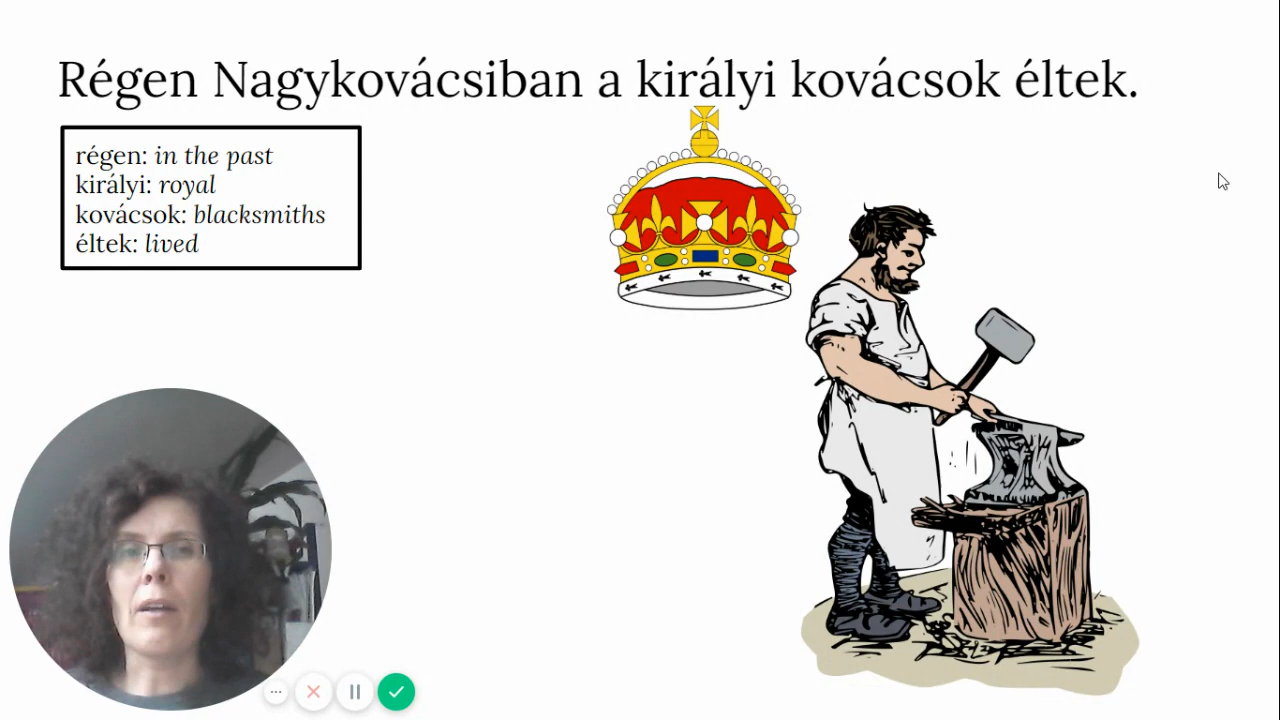 Régen Nagykovácsiban a királyi kovácsok éltek.
régen: in the past
királyi: royal
kovácsok: blacksmiths
éltek: lived